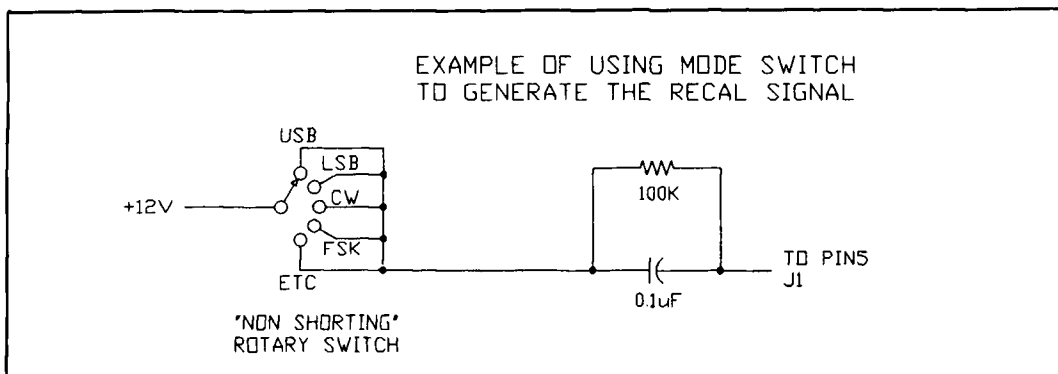 EXAMPLE OF USING MODE SWITCH
TO GENERATE THE RECAL SIGNAL
USB
LSB
+12V
CW
FSK
ETC
"NON SHORTING"
ROTARY SWITCH
100K
0.1uF
TO PIN5
J1